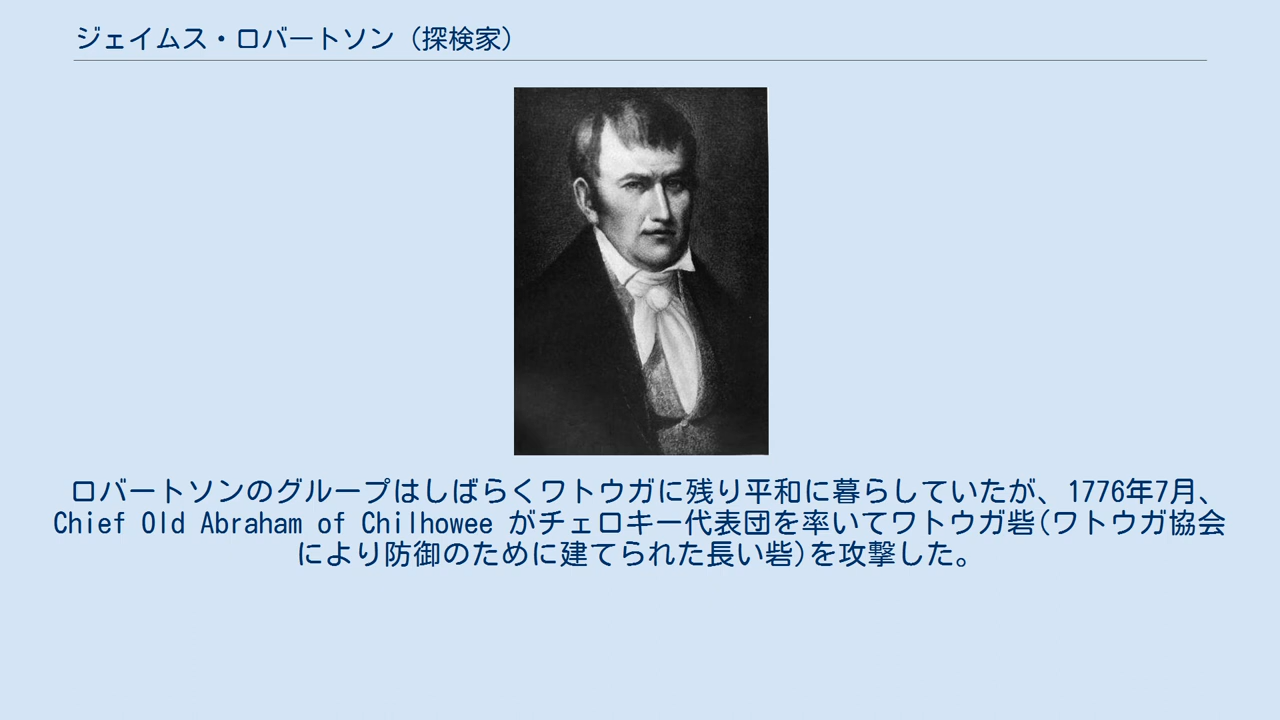 ジェイムス・ロバートソン（探検家）
ロバートソンのグループはしばらくワトウガに残り平和に暮らしていたが、1776年7月、
Chief Old Abraham of Chilhowee がチェロキー代表団を率いてワトウガ砦(ワトウガ協会
により防御のために建てられた長い砦)を攻撃した。